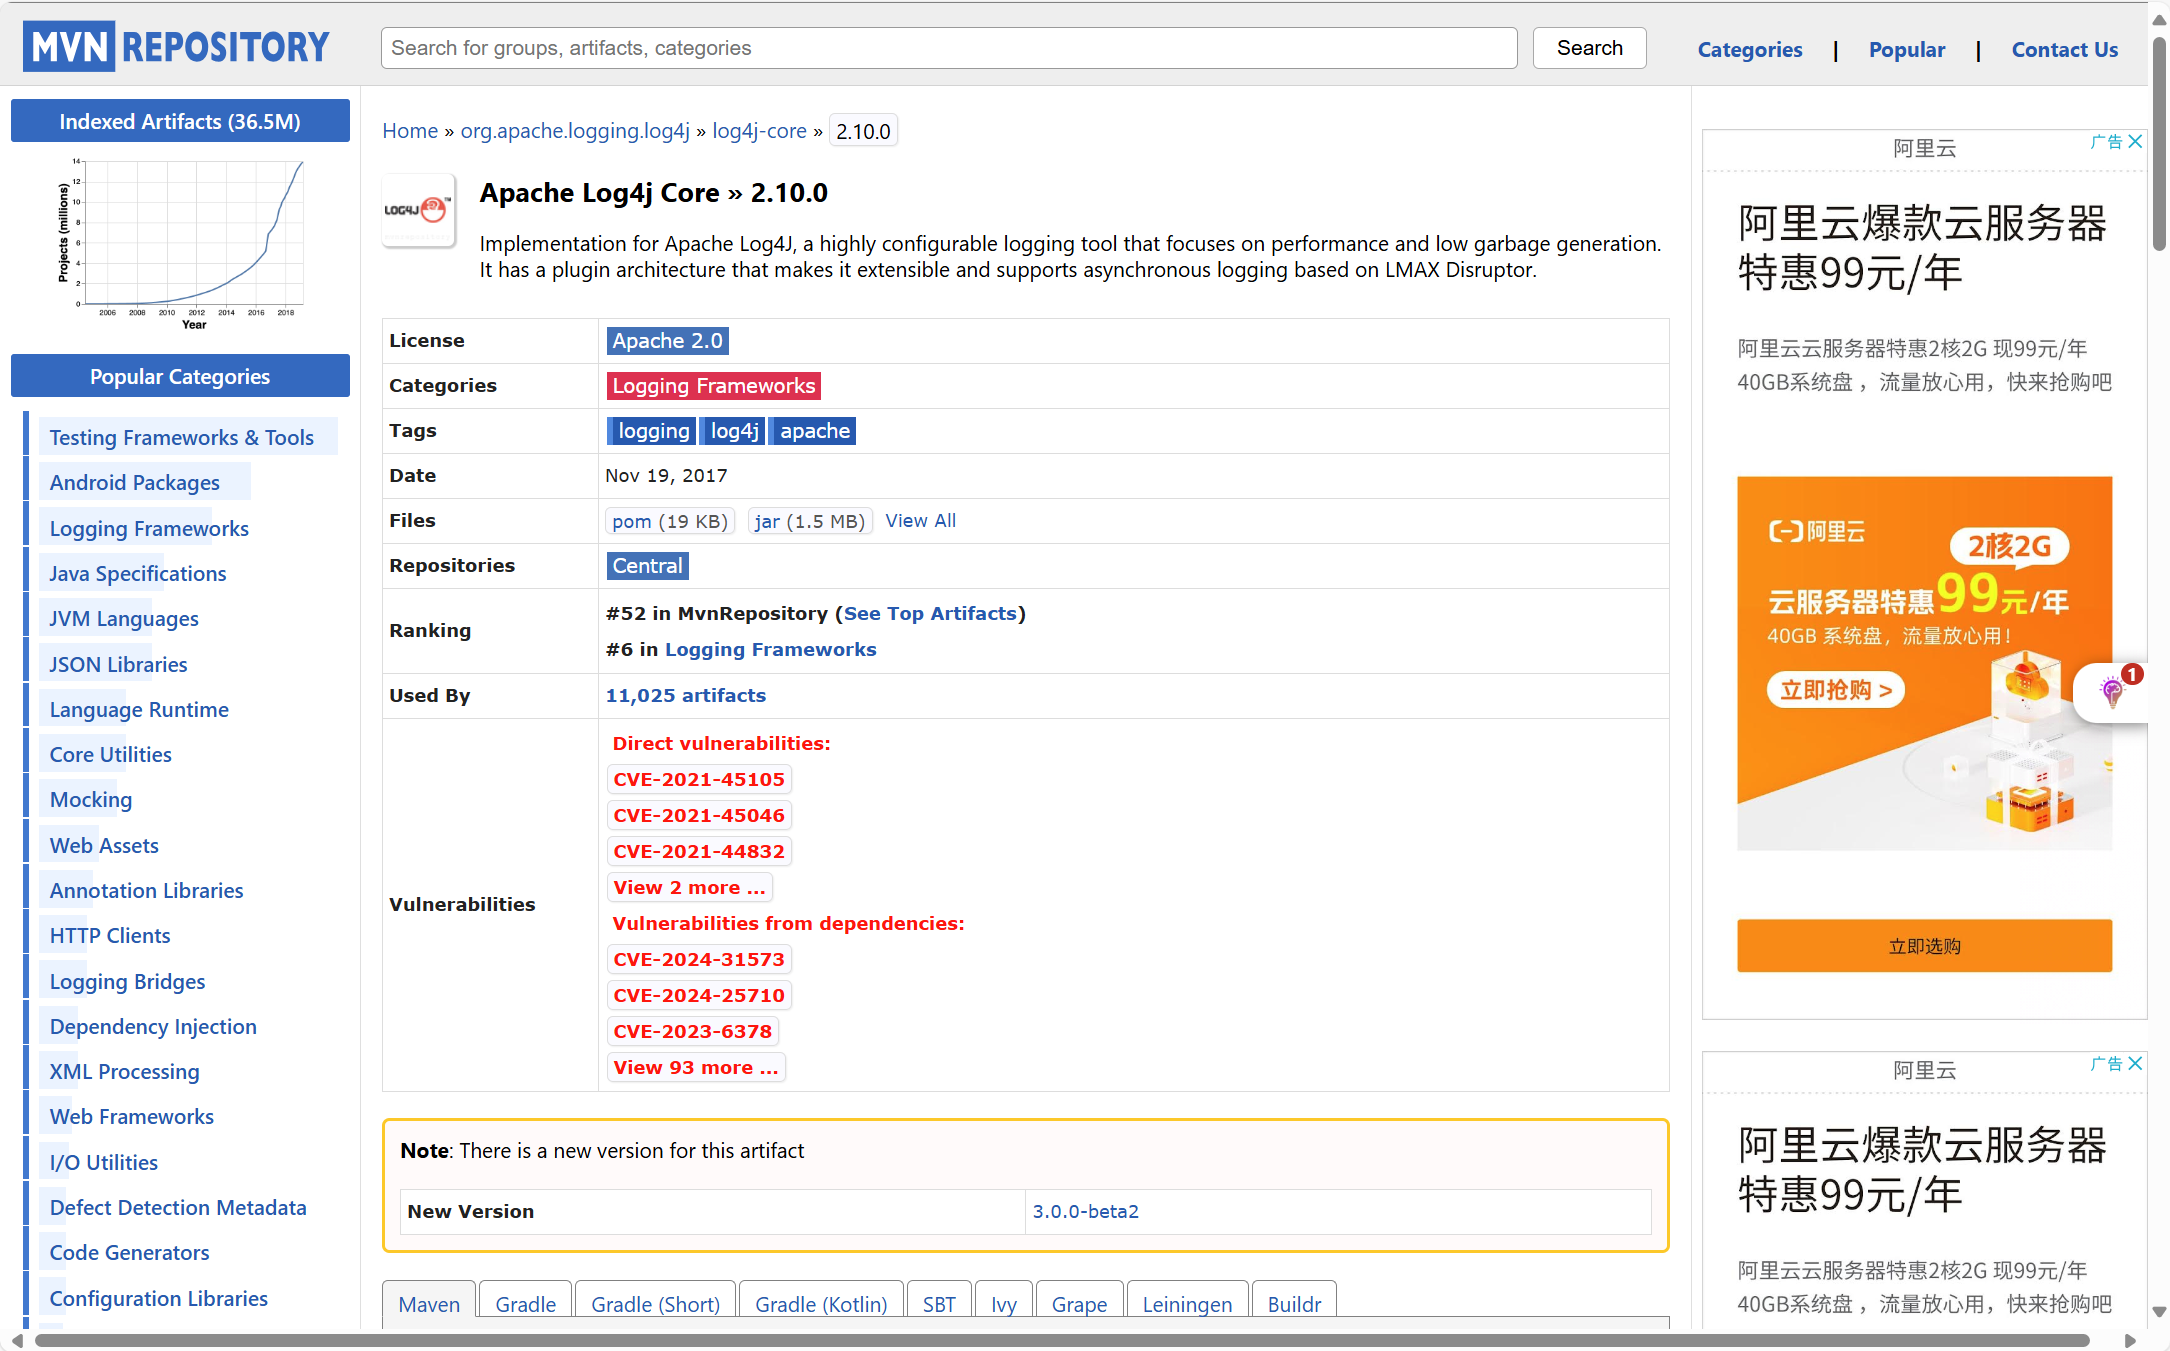 MVN REPOSITORY
Search for groups, artifacts, categories
Search
Categories | Popular | Contact Us
Indexed Artifacts (36.5M)
Projects (millions)
14
12
10
8
6
4
2
0
2006 2008 2010 2012 2014 2016 2018
Year
Popular Categories
Testing Frameworks & Tools
Android Packages
Logging Frameworks
Java Specifications
JVM Languages
JSON Libraries
Language Runtime
Core Utilities
Mocking
Web Assets
Annotation Libraries
HTTP Clients
Logging Bridges
Dependency Injection
XML Processing
Web Frameworks
I/O Utilities
Defect Detection Metadata
Code Generators
Configuration Libraries
Home » org.apache.logging.log4j » log4j-core » 2.10.0
LOG4J™
Apache Log4j Core » 2.10.0
Implementation for Apache Log4J, a highly configurable logging tool that focuses on performance and low garbage generation.
It has a plugin architecture that makes it extensible and supports asynchronous logging based on LMAX Disruptor.
License Apache 2.0
Categories Logging Frameworks
Tags logging log4j apache
Date Nov 19, 2017
Files pom (19 KB) jar (1.5 MB) View All
Repositories Central
Ranking #52 in MvnRepository (See Top Artifacts)
#6 in Logging Frameworks
Used By 11,025 artifacts
Vulnerabilities
Direct vulnerabilities:
CVE-2021-45105
CVE-2021-45046
CVE-2021-44832
View 2 more ...
Vulnerabilities from dependencies:
CVE-2024-31573
CVE-2024-25710
CVE-2023-6378
View 93 more ...
Note: There is a new version for this artifact
New Version 3.0.0-beta2
Maven Gradle Gradle (Short) Gradle (Kotlin) SBT Ivy Grape Leiningen Buildr
阿里云
广告
阿里云爆款云服务器
特惠99元/年
阿里云云服务器特惠2核2G 现99元/年
40GB系统盘，流量放心用，快来抢购吧
阿里云
2核2G
云服务器特惠99元/年
40GB 系统盘，流量放心用！
立即抢购 >
1
立即选购
阿里云
广告
阿里云爆款云服务器
特惠99元/年
阿里云云服务器特惠2核2G 现99元/年
40GB系统盘，流量放心用，快来抢购吧